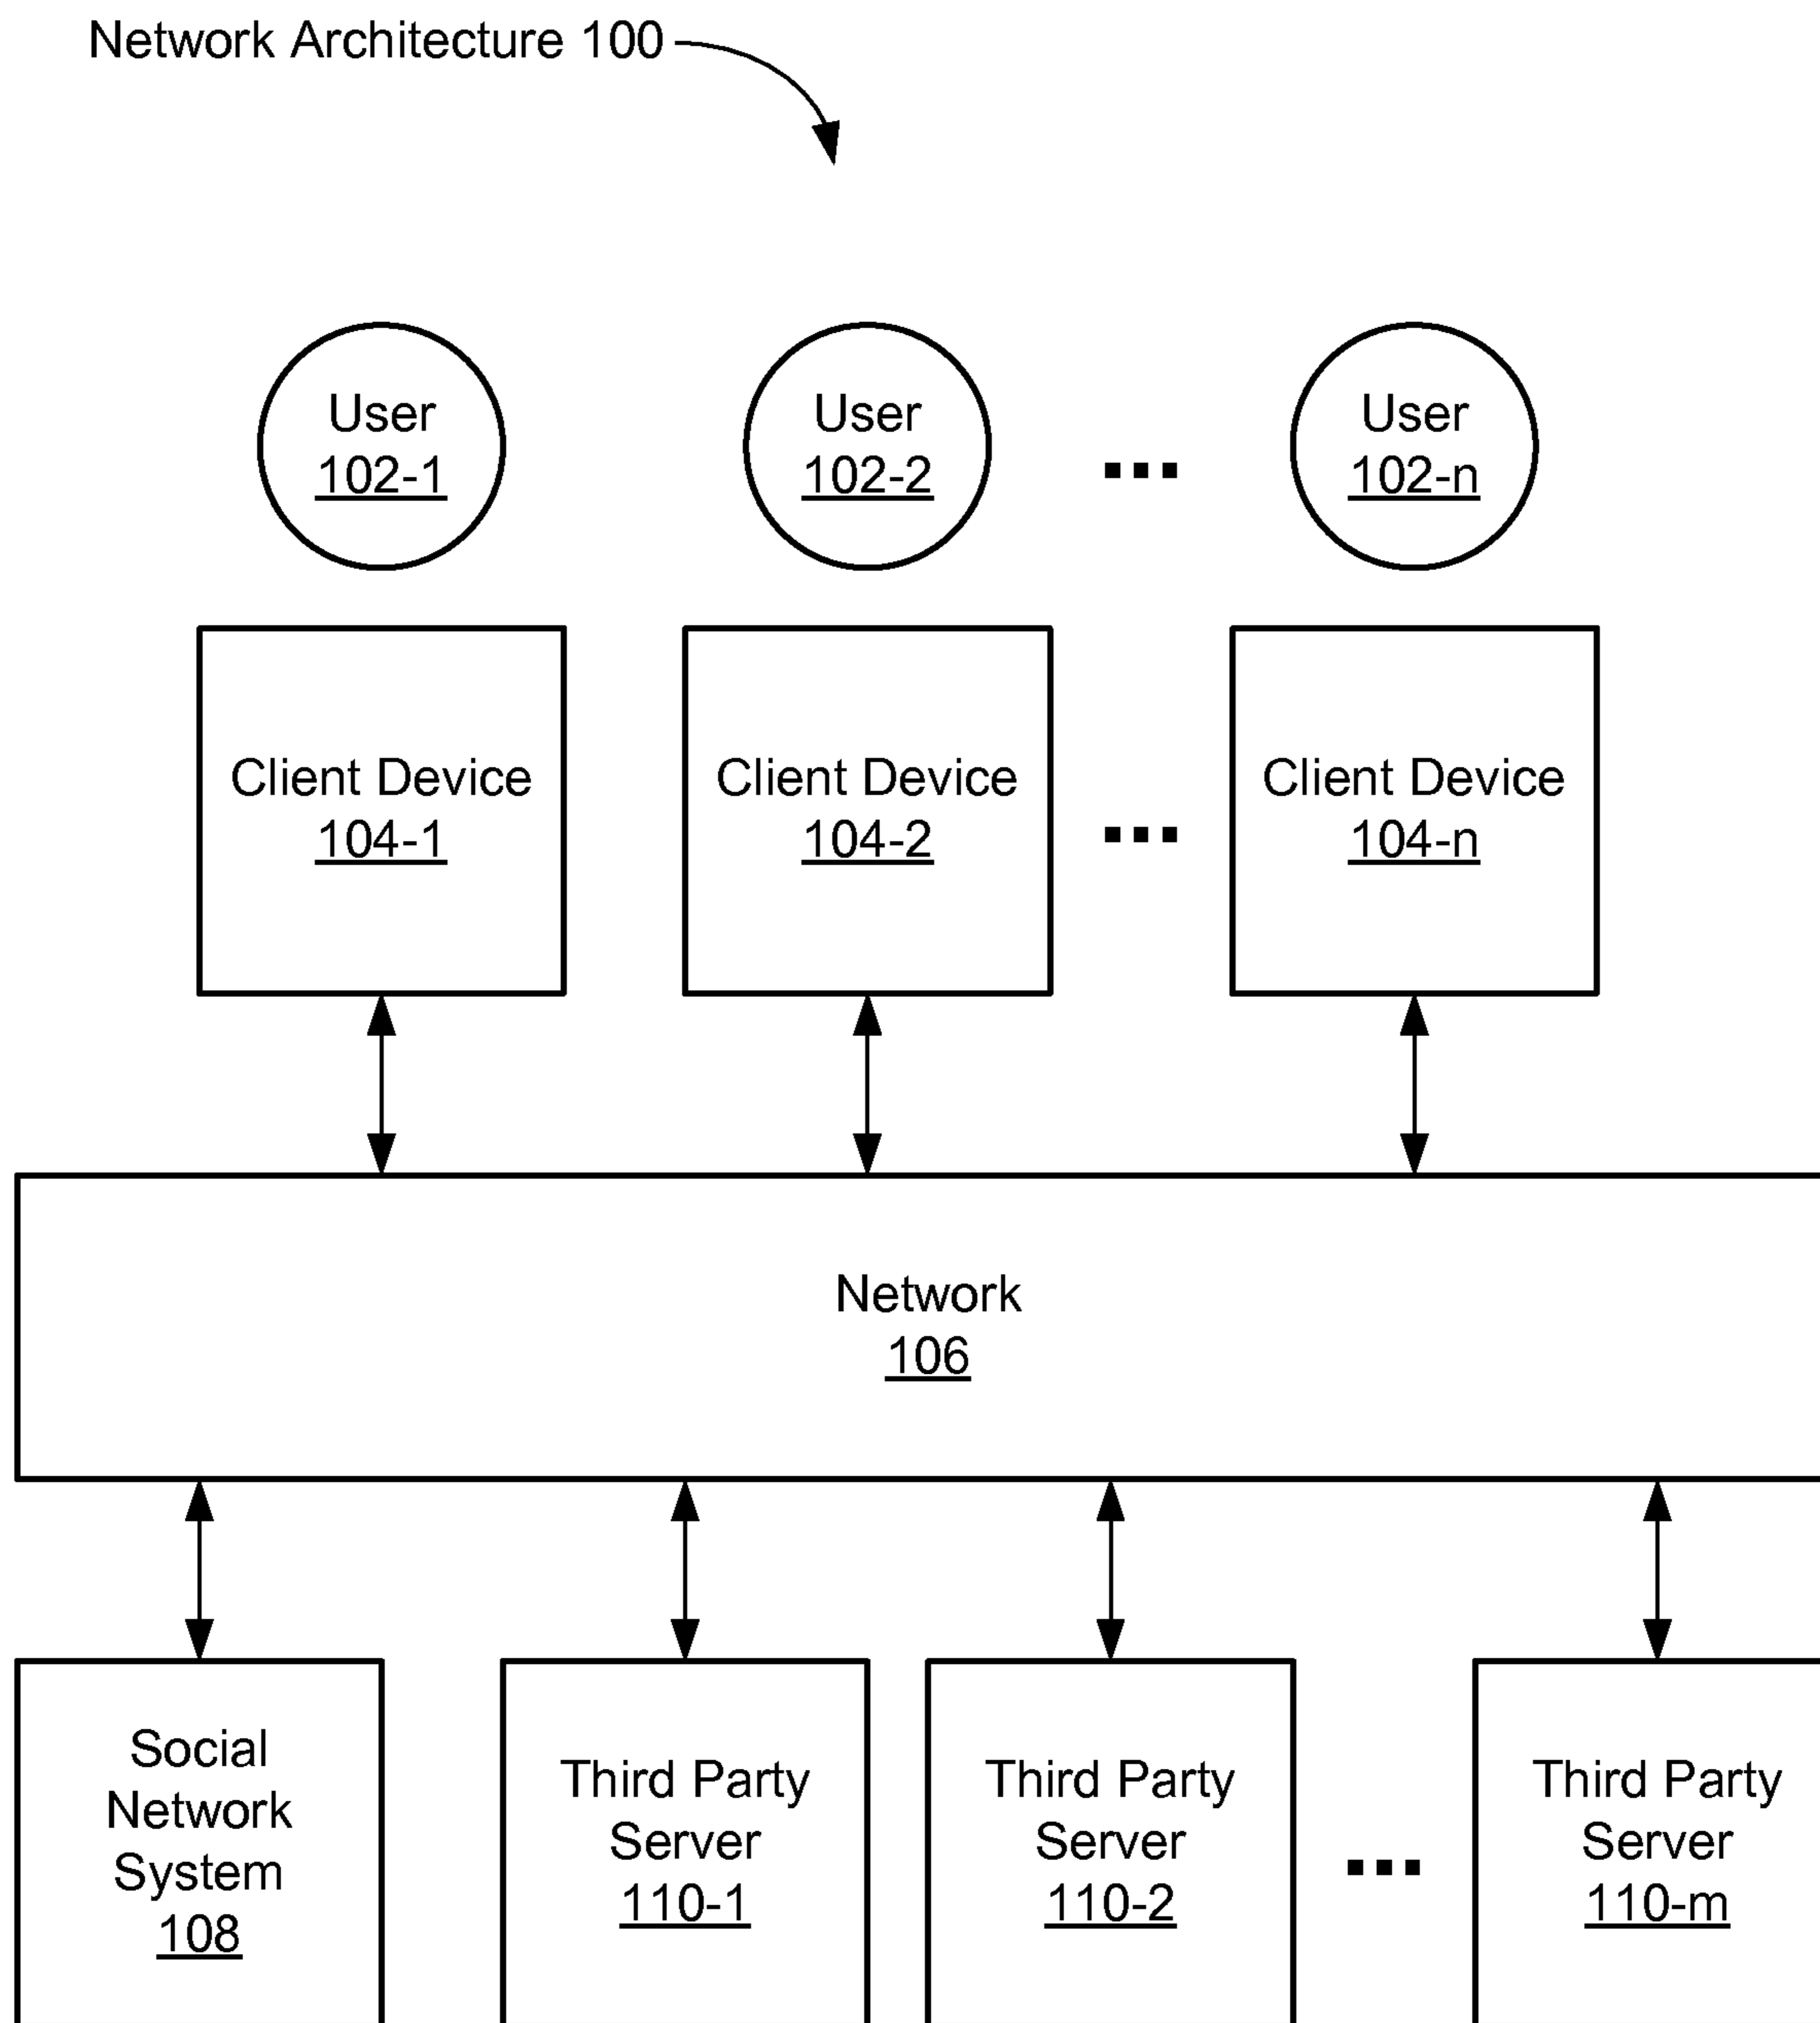 Network Architecture 100
User
102-1
User
102-2
...
User
102-n
Client Device
104-1
Client Device
104-2
...
Client Device
104-n
Network
106
Social
Network
System
108
Third Party
Server
110-1
Third Party
Server
110-2
...
Third Party
Server
110-m